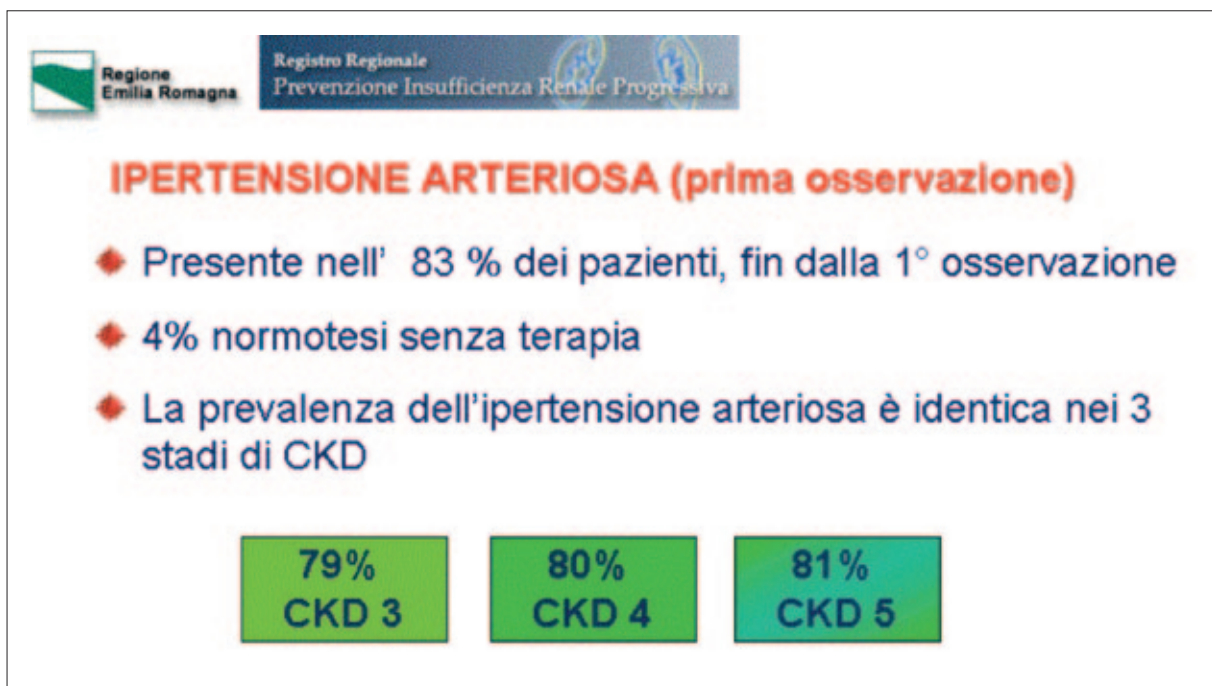 Regione
Emilia Romagna
Registro Regionale
Prevenzione Insufficienza Renale Progressiva
IPERTENSIONE ARTERIOSA (prima osservazione)
Presente nell' 83 % dei pazienti, fin dalla 1° osservazione
4% normotesi senza terapia
La prevalenza dell'ipertensione arteriosa è identica nei 3
stadi di CKD
79%
CKD 3
80%
CKD 4
81%
CKD 5